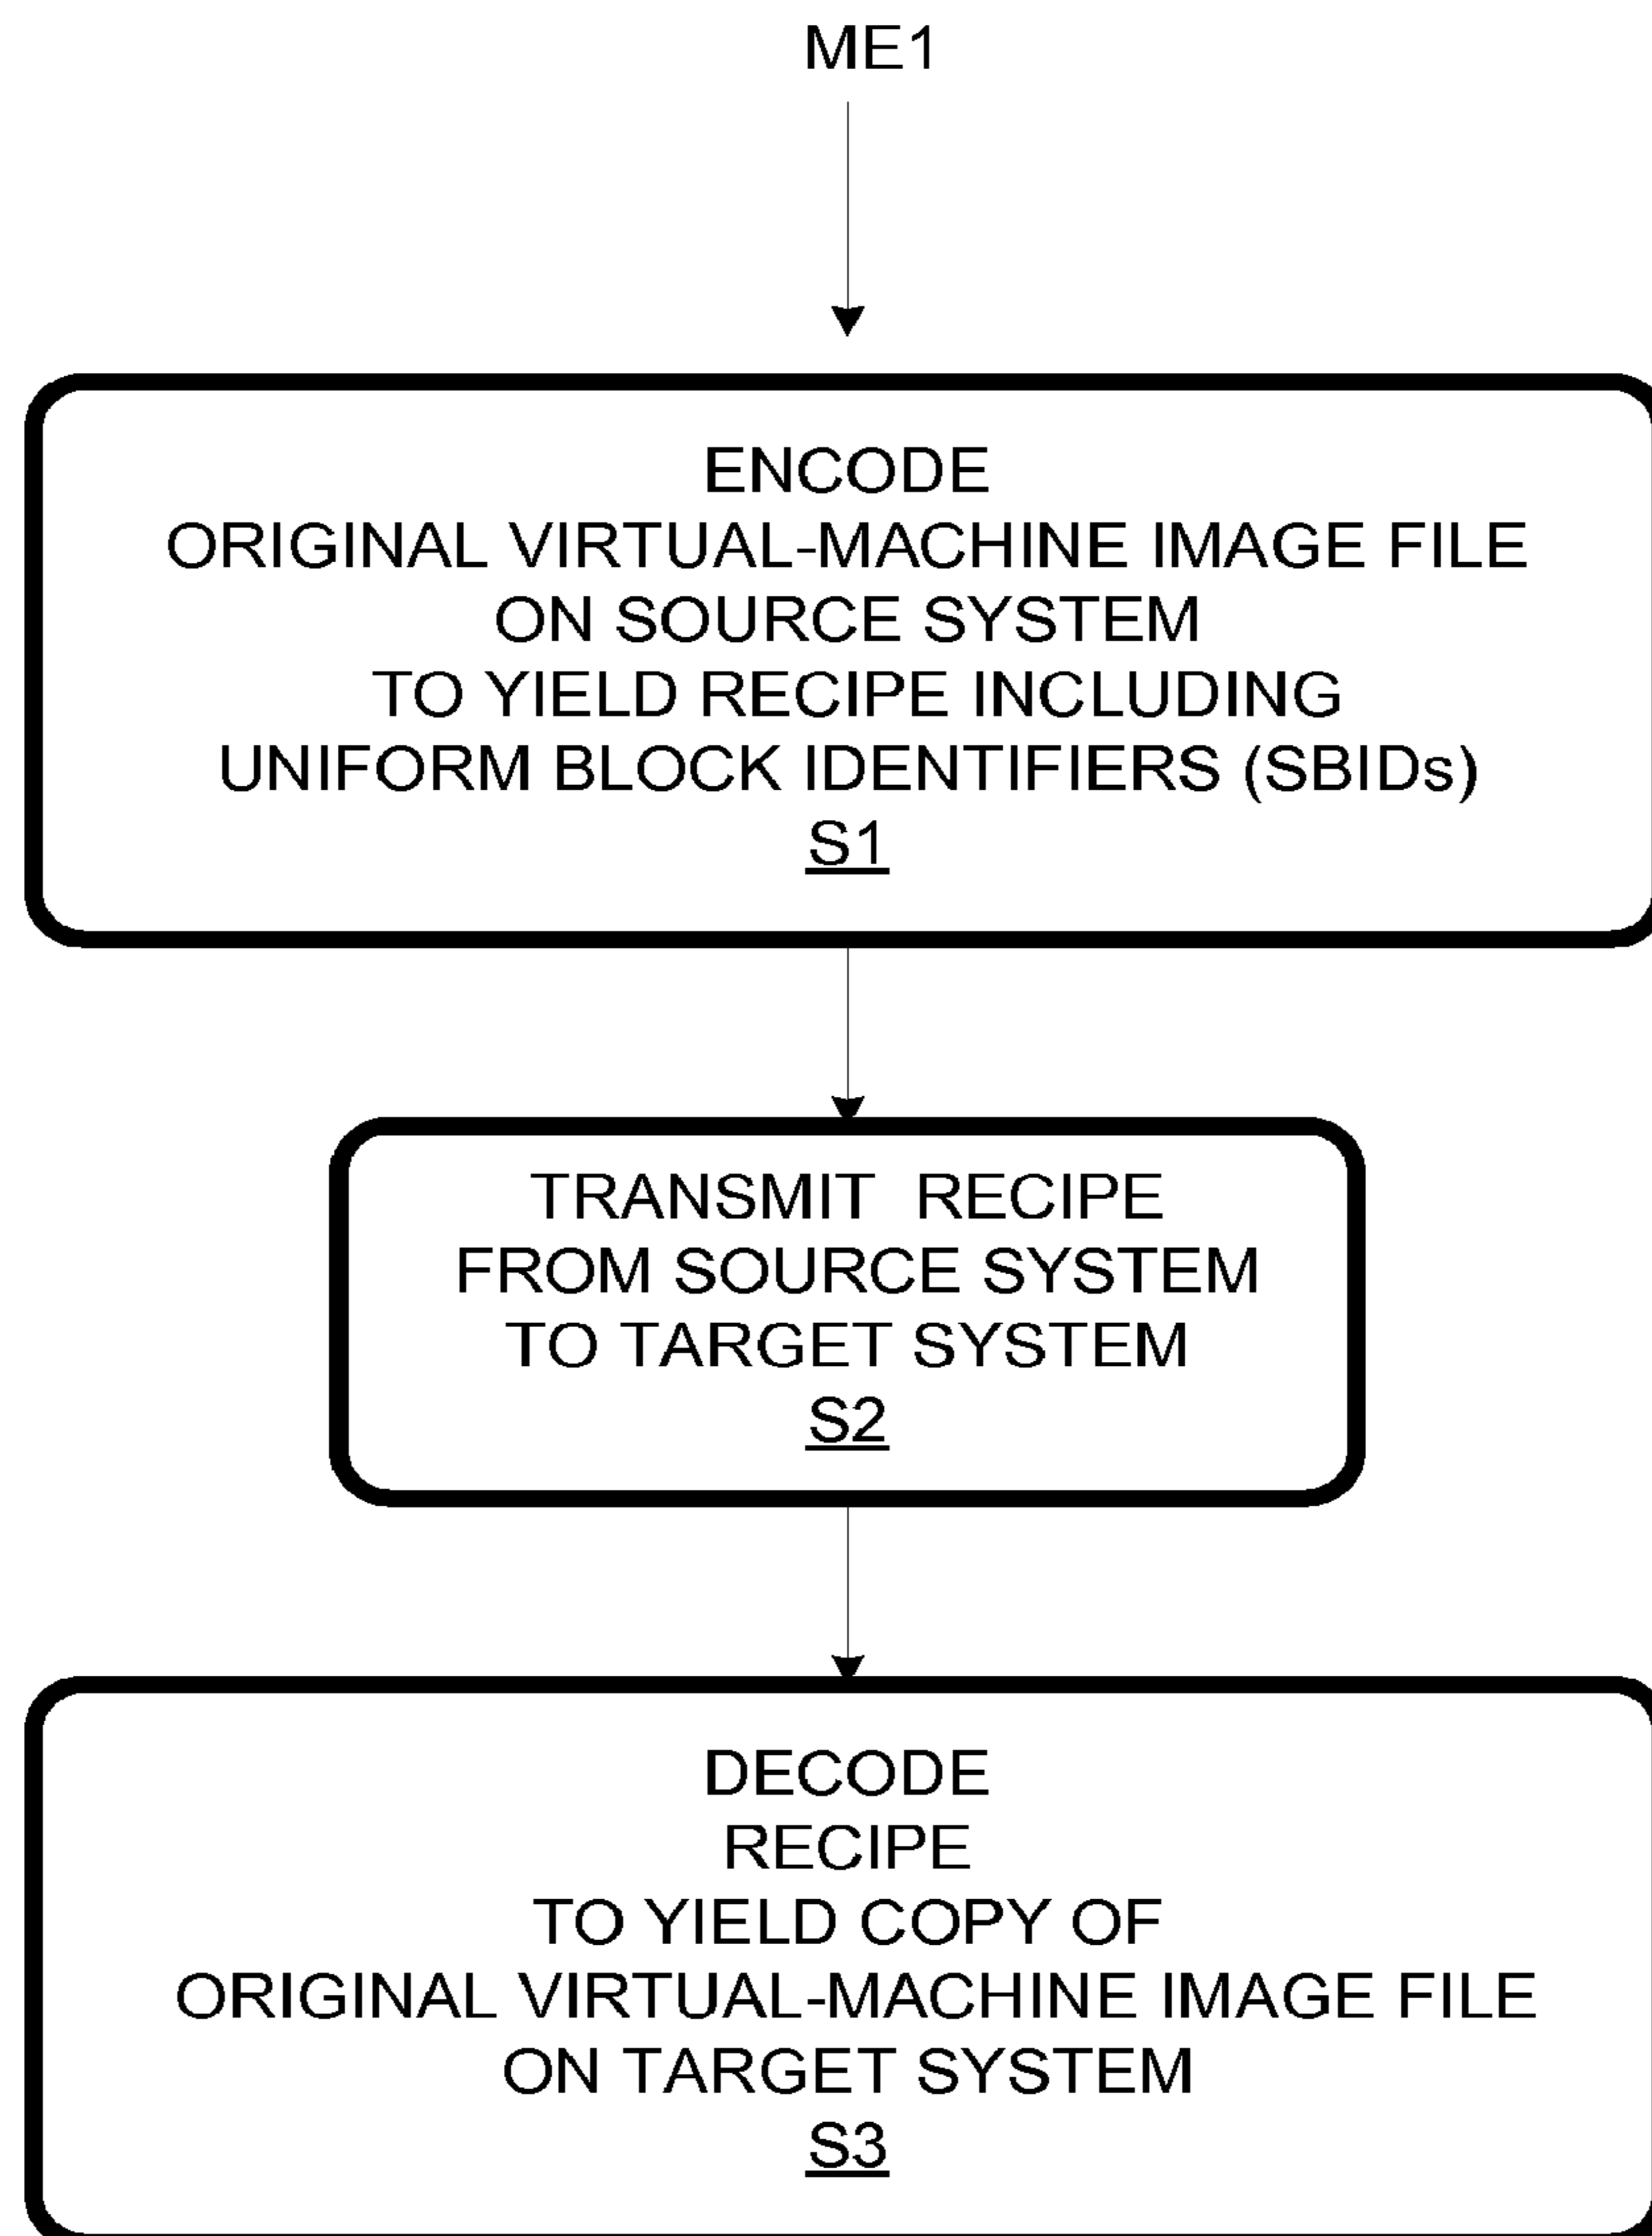 ME1
ENCODE
ORIGINAL VIRTUAL-MACHINE IMAGE FILE
ON SOURCE SYSTEM
TO YIELD RECIPE INCLUDING
UNIFORM BLOCK IDENTIFIERS (SBIDs)
S1
TRANSMIT RECIPE
FROM SOURCE SYSTEM
TO TARGET SYSTEM
S2
DECODE
RECIPE
TO YIELD COPY OF
ORIGINAL VIRTUAL-MACHINE IMAGE FILE
ON TARGET SYSTEM
S3